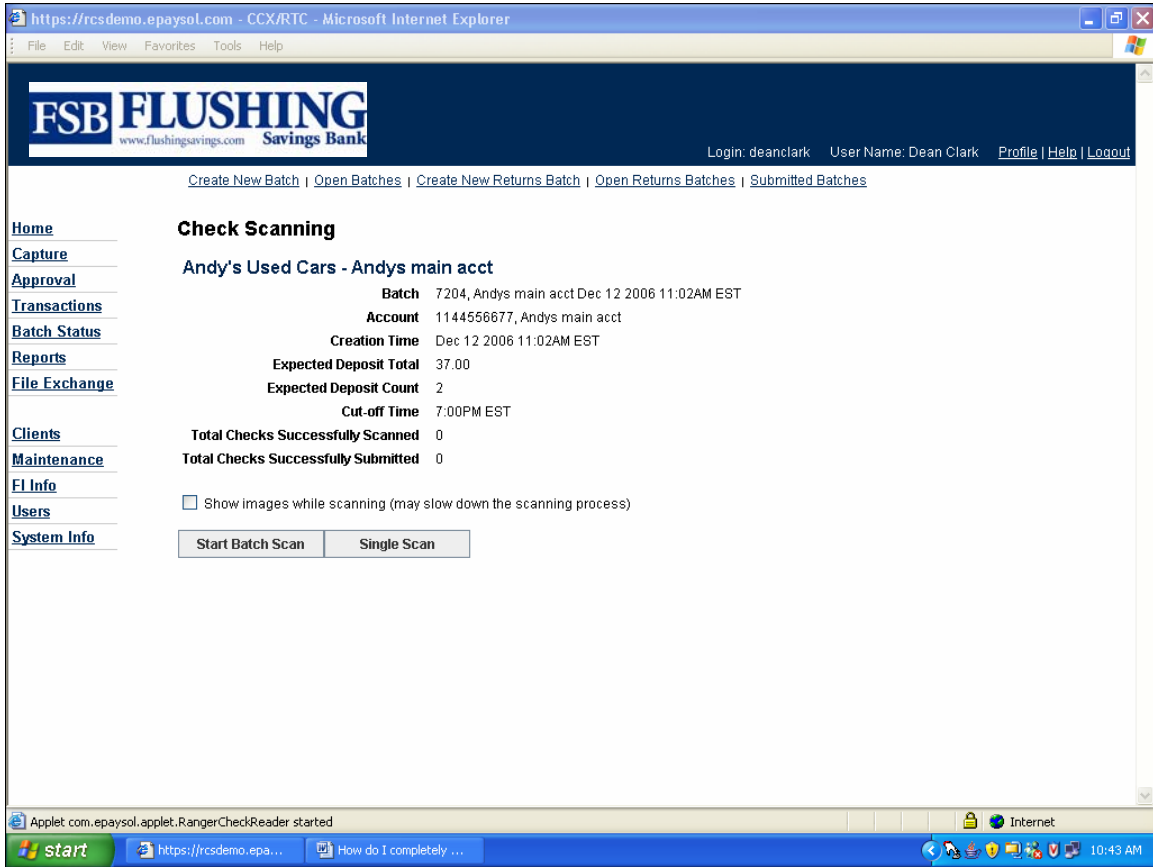 https://rcsdemo.epaysol.com - CCX/RTC - Microsoft Internet Explorer
File Edit View Favorites Tools Help
FSB FLUSHING
www.flushingsavings.com Savings Bank
Login: deanclark User Name: Dean Clark Profile | Help | Logout
Create New Batch | Open Batches | Create New Returns Batch | Open Returns Batches | Submitted Batches
Home
Capture
Approval
Transactions
Batch Status
Reports
File Exchange
Clients
Maintenance
FI Info
Users
System Info
Check Scanning
Andy's Used Cars - Andys main acct
Batch 7204, Andys main acct Dec 12 2006 11:02AM EST
Account 1144556677, Andys main acct
Creation Time Dec 12 2006 11:02AM EST
Expected Deposit Total 37.00
Expected Deposit Count 2
Cut-off Time 7:00PM EST
Total Checks Successfully Scanned 0
Total Checks Successfully Submitted 0
Show images while scanning (may slow down the scanning process)
Start Batch Scan Single Scan
Applet com.epaysol.applet.RangerCheckReader started Internet
start https://rcsdemo.epa... How do I completely ... 10:43 AM